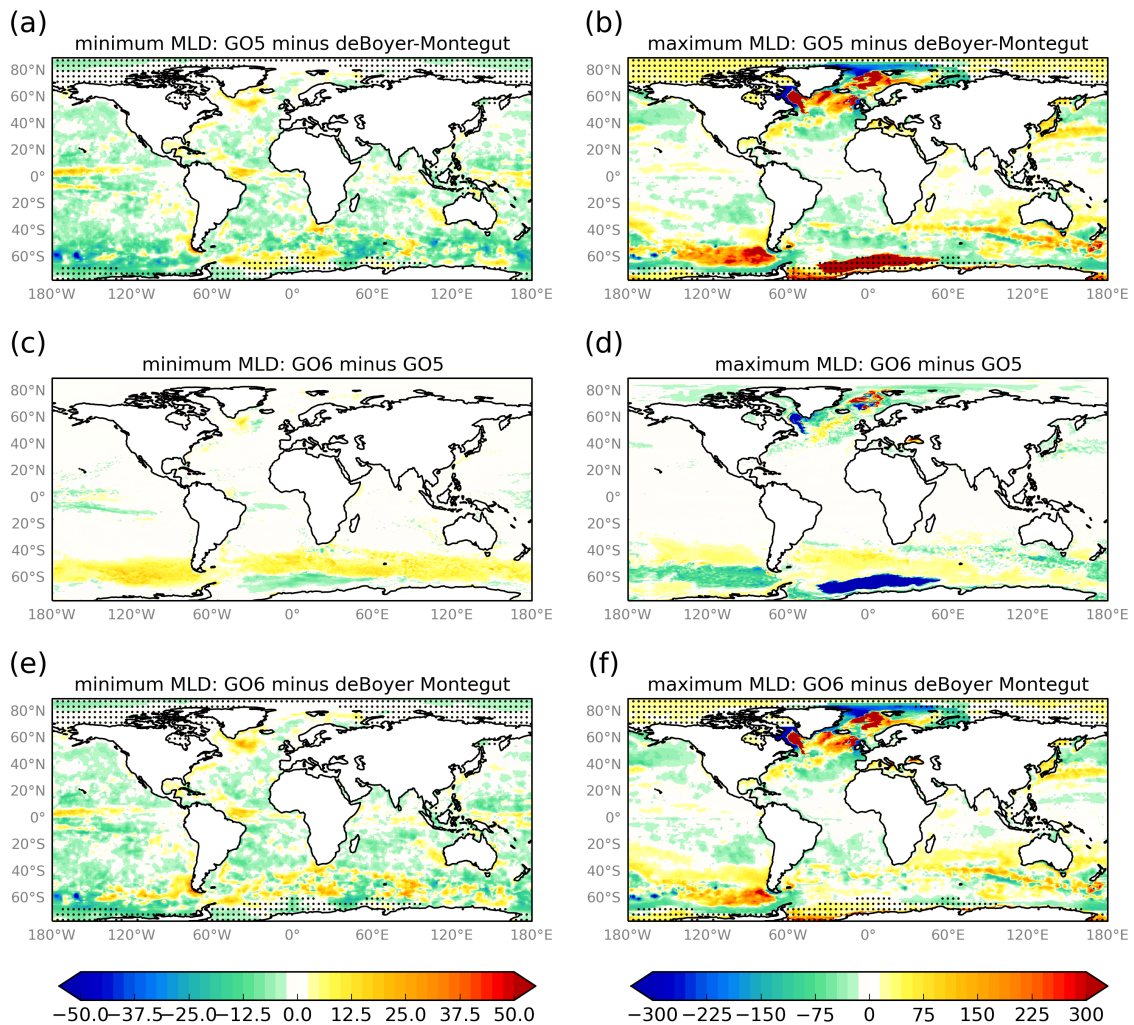 (a)
(b)
minimum MLD: GO5 minus deBoyer-Montegut
maximum MLD: GO5 minus deBoyer-Montegut
80°N
60°N
40°N
20°N
0°
20°S
40°S
60°S
180°W 120°W 60°W 0° 60°E 120°E 180°E
80°N
60°N
40°N
20°N
0°
20°S
40°S
60°S
180°W 120°W 60°W 0° 60°E 120°E 180°E
(c)
(d)
minimum MLD: GO6 minus GO5
maximum MLD: GO6 minus GO5
80°N
60°N
40°N
20°N
0°
20°S
40°S
60°S
180°W 120°W 60°W 0° 60°E 120°E 180°E
80°N
60°N
40°N
20°N
0°
20°S
40°S
60°S
180°W 120°W 60°W 0° 60°E 120°E 180°E
(e)
(f)
minimum MLD: GO6 minus deBoyer Montegut
maximum MLD: GO6 minus deBoyer Montegut
80°N
60°N
40°N
20°N
0°
20°S
40°S
60°S
180°W 120°W 60°W 0° 60°E 120°E 180°E
80°N
60°N
40°N
20°N
0°
20°S
40°S
60°S
180°W 120°W 60°W 0° 60°E 120°E 180°E
−50.0 −37.5 −25.0 −12.5 0.0 12.5 25.0 37.5 50.0
−300 −225 −150 −75 0 75 150 225 300